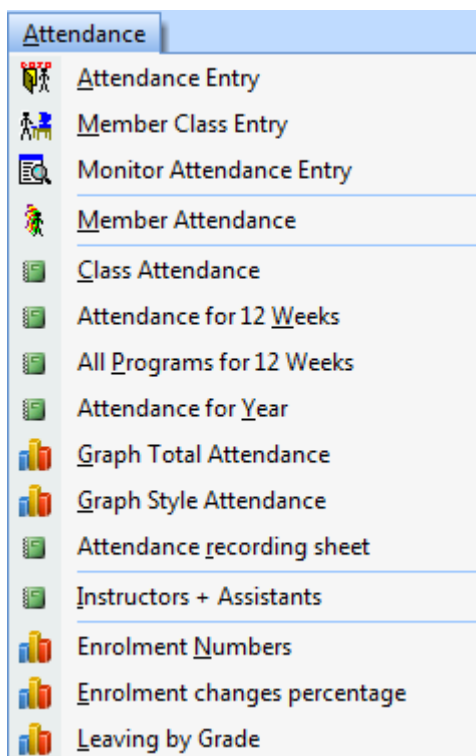 Attendance
Attendance Entry
Member Class Entry
Monitor Attendance Entry
Member Attendance
Class Attendance
Attendance for 12 Weeks
All Programs for 12 Weeks
Attendance for Year
Graph Total Attendance
Graph Style Attendance
Attendance recording sheet
Instructors + Assistants
Enrolment Numbers
Enrolment changes percentage
Leaving by Grade